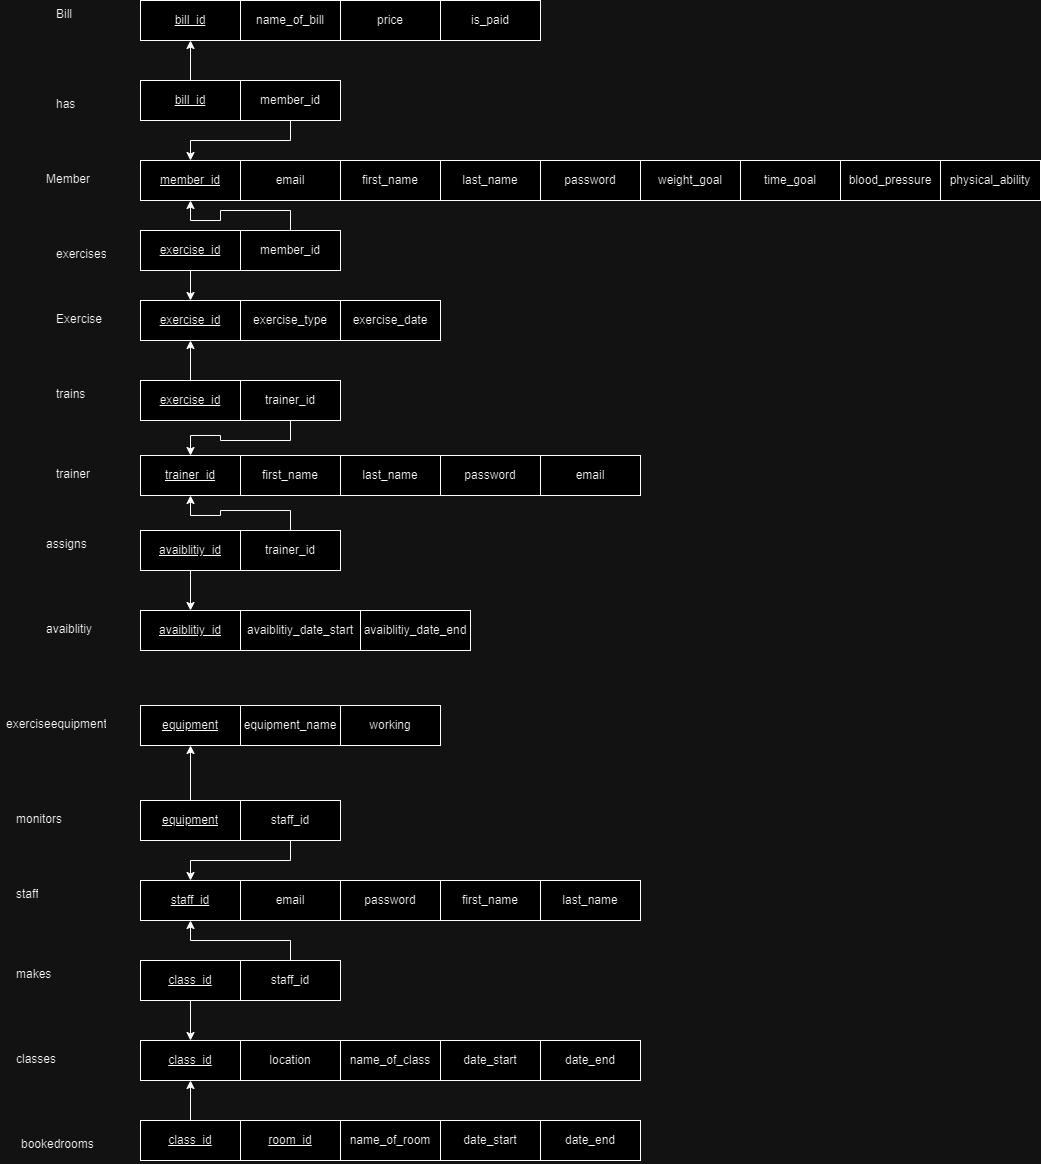 Bill bill_id name_of_bill price is_paid
has bill_id member_id
Member member_id email first_name last_name password weight_goal time_goal blood_pressure physical_ability
exercises exercise_id member_id
Exercise exercise_id exercise_type exercise_date
trains exercise_id trainer_id
trainer trainer_id first_name last_name password email
assigns avaiblitiy_id trainer_id
avaiblitiy avaiblitiy_id avaiblitiy_date_start avaiblitiy_date_end
exerciseequipment equipment equipment_name working
monitors equipment staff_id
staff staff_id email password first_name last_name
makes class_id staff_id
classes class_id location name_of_class date_start date_end
bookedrooms class_id room_id name_of_room date_start date_end